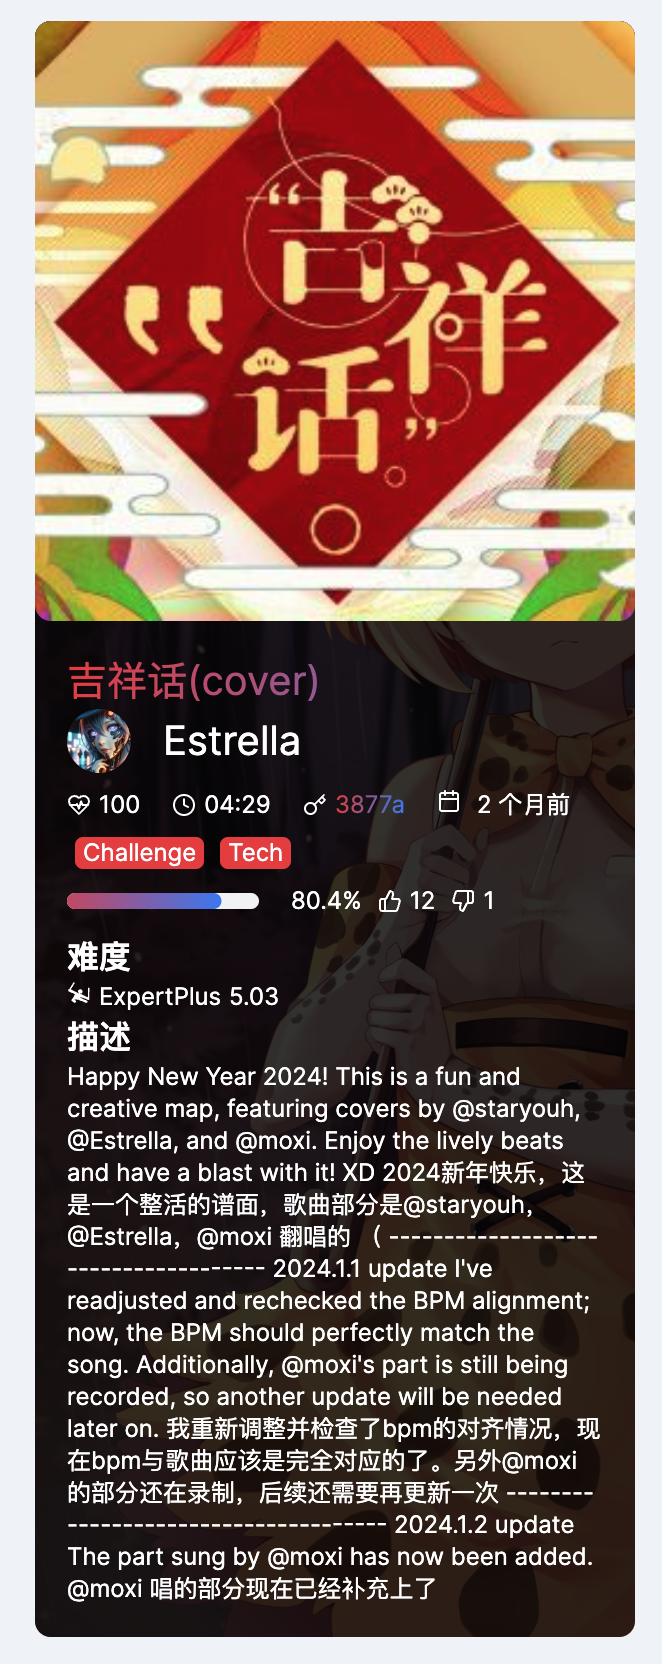 “吉祥
话”
吉祥话(cover)
Estrella
100 04:29 3877a 2 个月前
Challenge Tech
80.4% 12 1
难度
ExpertPlus 5.03
描述
Happy New Year 2024! This is a fun and
creative map, featuring covers by @staryouh,
@Estrella, and @moxi. Enjoy the lively beats
and have a blast with it! XD 2024新年快乐，这
是一个整活的谱面，歌曲部分是@staryouh，
@Estrella，@moxi 翻唱的 （ -------------------
------------------ 2024.1.1 update I've
readjusted and rechecked the BPM alignment;
now, the BPM should perfectly match the
song. Additionally, @moxi's part is still being
recorded, so another update will be needed
later on. 我重新调整并检查了bpm的对齐情况，现
在bpm与歌曲应该是完全对应的了。另外@moxi
的部分还在录制，后续还需要再更新一次 --------
----------------------------- 2024.1.2 update
The part sung by @moxi has now been added.
@moxi 唱的部分现在已经补充上了